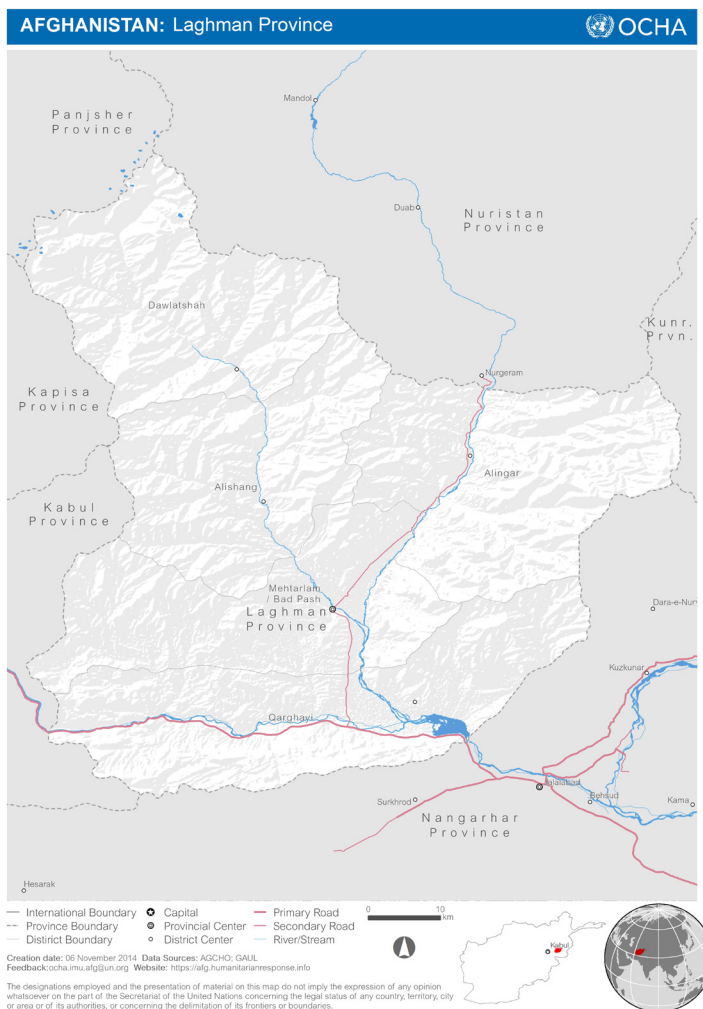 AFGHANISTAN: Laghman Province
OCHA
Mandol
Panjsher
Province
Duab
Nuristan
Province
Dawlatshah
Kunr.
Prvn.
Nurgeram
Kapisa
Province
Alingar
Alishang
Kabul
Province
Mehtarlam
/ Bad Pash
Laghman
Province
Dara-e-Nur
Kuzkunar
Qarghayi
Jalalabad
Behsud
Surkhrod
Kama
Nangarhar
Province
Hesarak
International Boundary
Province Boundary
District Boundary
Capital
Provincial Center
District Center
Primary Road
Secondary Road
River/Stream
0 10
km
Kabul
Creation date: 06 November 2014 Data Sources: AGCHO; GAUL
Feedback:ocha.imu.afg@un.org Website: https://afg.humanitarianresponse.info
The designations employed and the presentation of material on this map do not imply the expression of any opinion
whatsoever on the part of the Secretariat of the United Nations concerning the legal status of any country, territory, city
or area or of its authorities, or concerning the delimitation of its frontiers or boundaries.